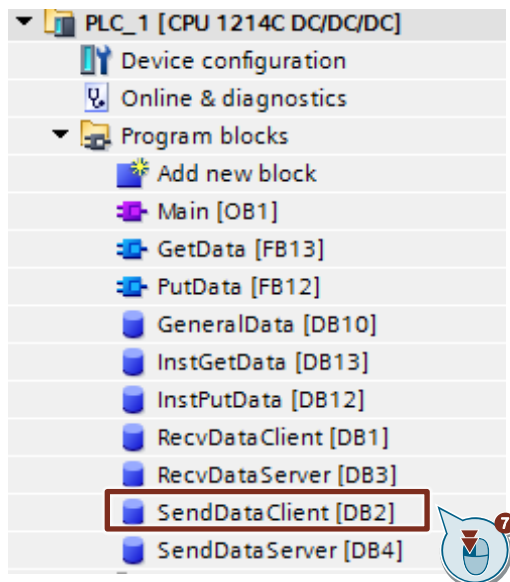 PLC_1 [CPU 1214C DC/DC/DC]
Device configuration
Online & diagnostics
Program blocks
Add new block
Main [OB1]
GetData [FB13]
PutData [FB12]
GeneralData [DB10]
InstGetData [DB13]
InstPutData [DB12]
RecvDataClient [DB1]
RecvDataServer [DB3]
SendDataClient [DB2]
7
SendDataServer [DB4]